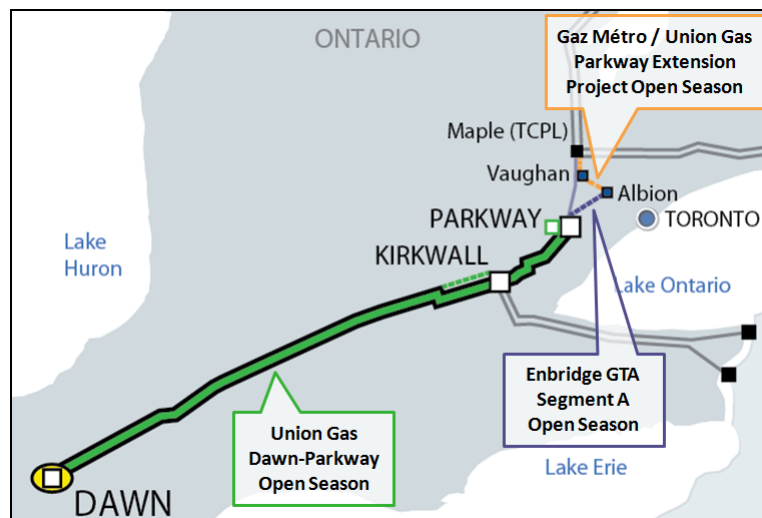 ONTARIO
Gaz Métro / Union Gas
Parkway Extension
Project Open Season
Maple (TCPL)
Vaughan
Albion
PARKWAY
TORONTO
Lake
Huron
KIRKWALL
Lake Ontario
Enbridge GTA
Segment A
Open Season
Union Gas
Dawn-Parkway
Open Season
Lake Erie
DAWN